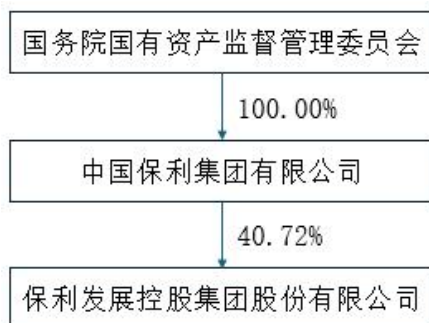 国务院国有资产监督管理委员会
100.00%
中国保利集团有限公司
40.72%
保利发展控股集团股份有限公司